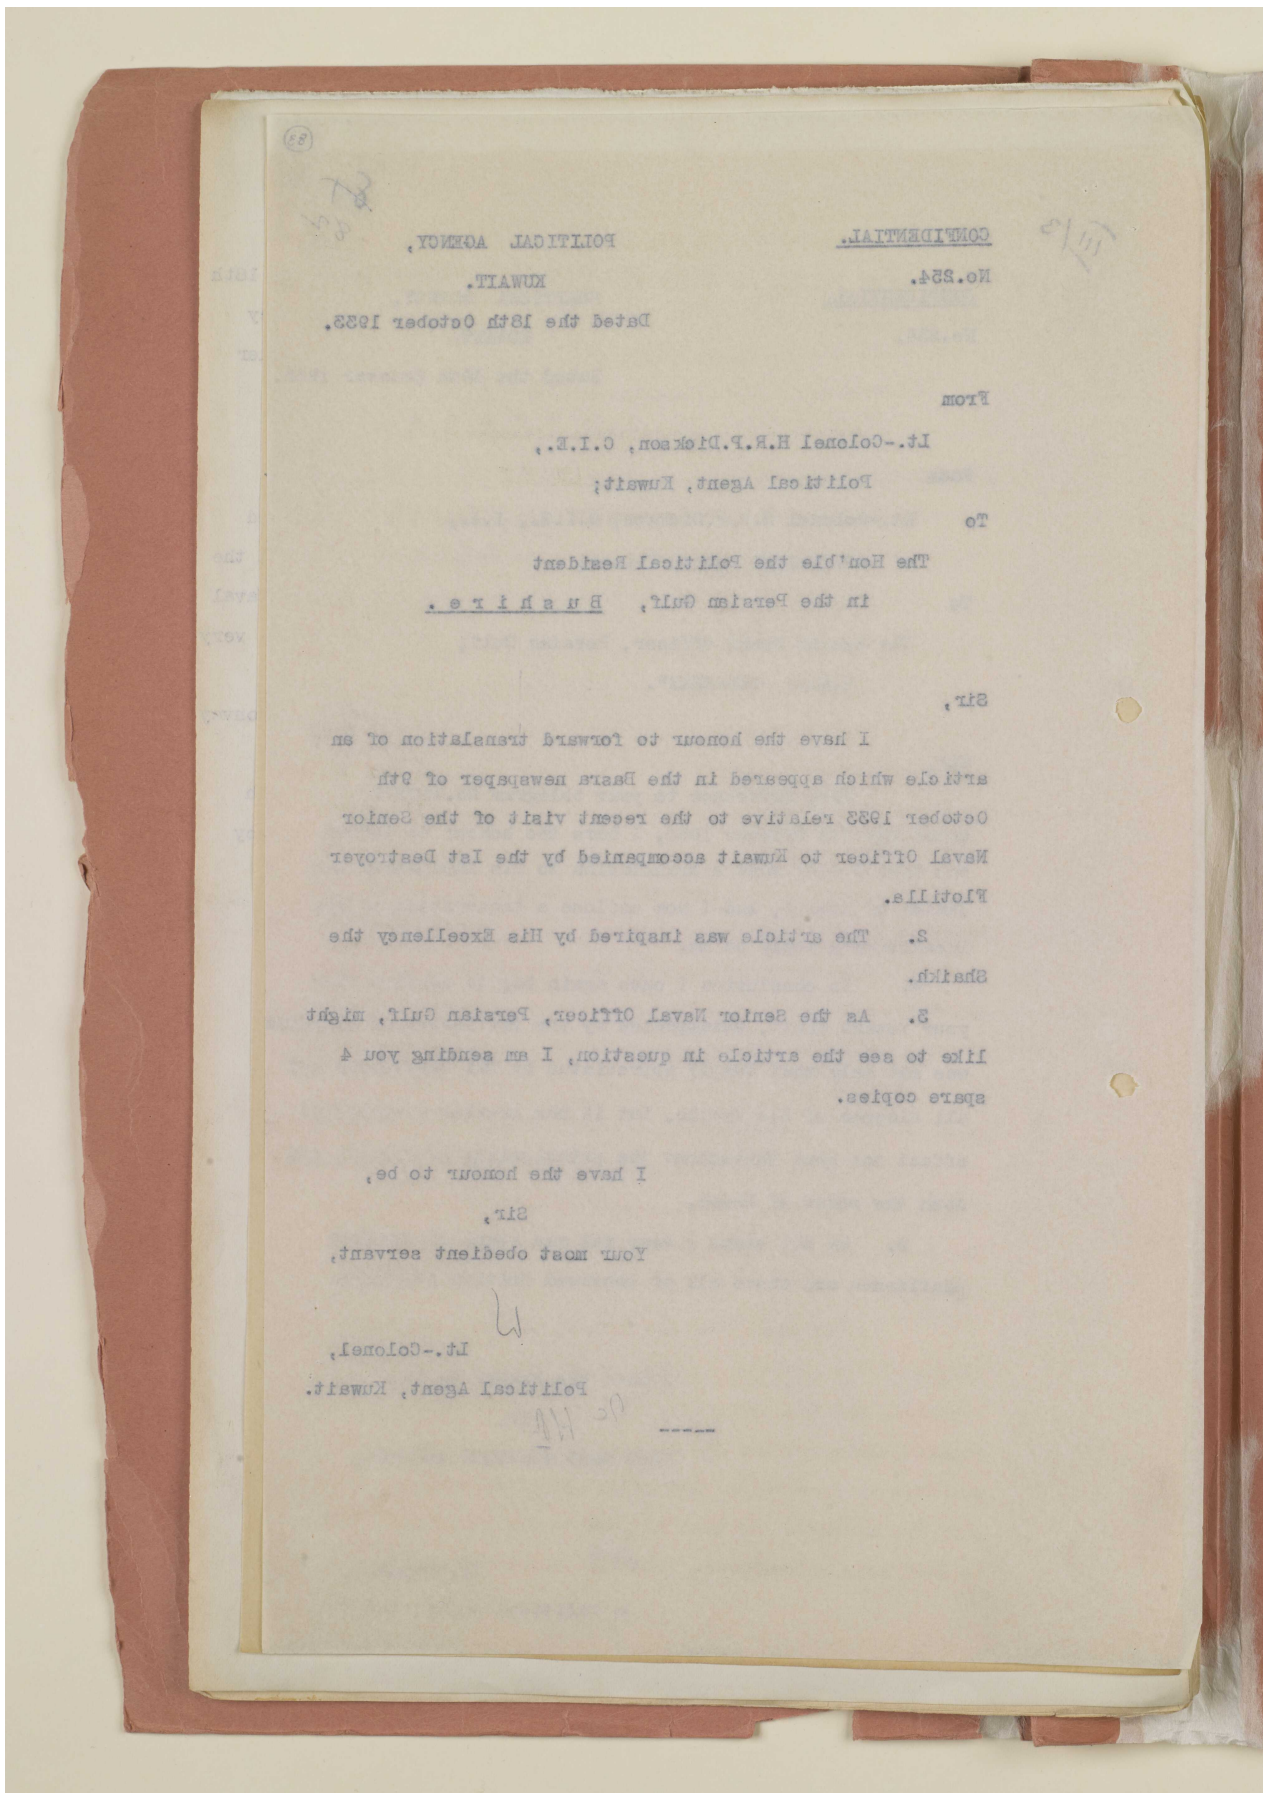 83
III/3
CONFIDENTIAL.
No.254.
POLITICAL AGENCY,
KUWAIT.
Dated the 18th October 1933.
From
Lt.-Colonel H.R.P.Dickson, C.I.E.,
Political Agent, Kuwait;
To
The Hon'ble the Political Resident
in the Persian Gulf, Bushire.
Sir,
I have the honour to forward translation of an
article which appeared in the Basra newspaper of 9th
October 1933 relative to the recent visit of the Senior
Naval Officer to Kuwait accompanied by the Ist Destroyer
Flotilla.
2. The article was inspired by His Excellency the
Shaikh.
3. As the Senior Naval Officer, Persian Gulf, might
like to see the article in question, I am sending you 4
spare copies.
I have the honour to be,
Sir,
Your most obedient servant,
Lt.-Colonel,
Political Agent, Kuwait.
-----